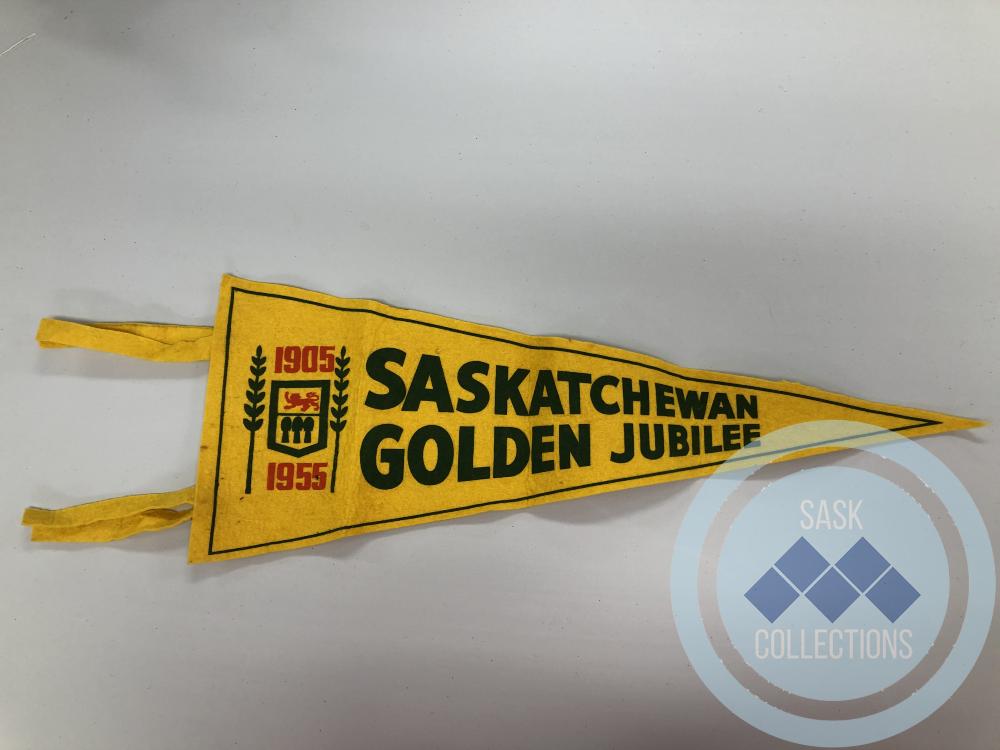 1905
1955
SASKATCHEWAN
GOLDEN JUBILEE
SASK
COLLECTIONS